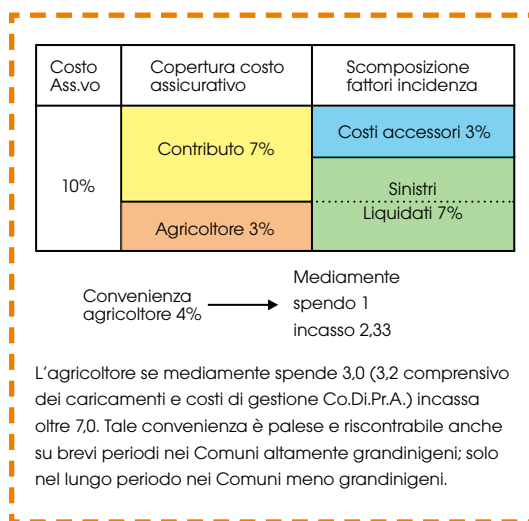 Costo Ass.vo
Copertura costo assicurativo
Scomposizione fattori incidenza
10%
Contributo 7%
Agricoltore 3%
Costi accessori 3%
Sinistri
Liquidati 7%
Convenienza
agricoltore 4%
Mediamente
spendo 1
incasso 2,33
L'agricoltore se mediamente spende 3,0 (3,2 comprensivo
dei caricamenti e costi di gestione Co.Di.Pr.A.) incassa
oltre 7,0. Tale convenienza è palese e riscontrabile anche
su brevi periodi nei Comuni altamente grandinigeni; solo
nel lungo periodo nei Comuni meno grandinigeni.